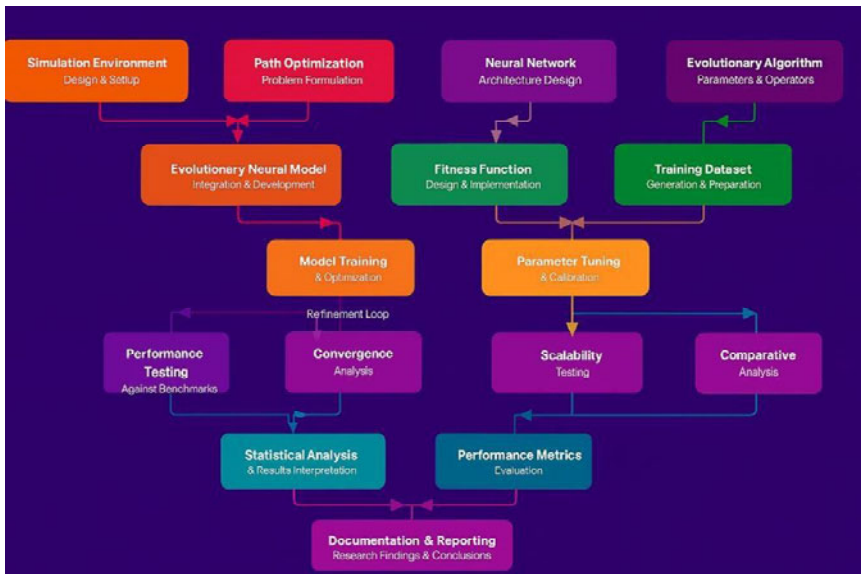 Simulation Environment
Design & Setup
Path Optimization
Problem Formulation
Neural Network
Architecture Design
Evolutionary Algorithm
Parameters & Operators
Evolutionary Neural Model
Integration & Development
Fitness Function
Design & Implementation
Training Dataset
Generation & Preparation
Model Training
& Optimization
Parameter Tuning
& Calibration
Refinement Loop
Performance
Testing
Against Benchmarks
Convergence
Analysis
Scalability
Testing
Comparative
Analysis
Statistical Analysis
& Results Interpretation
Performance Metrics
Evaluation
Documentation & Reporting
Research Findings & Conclusions